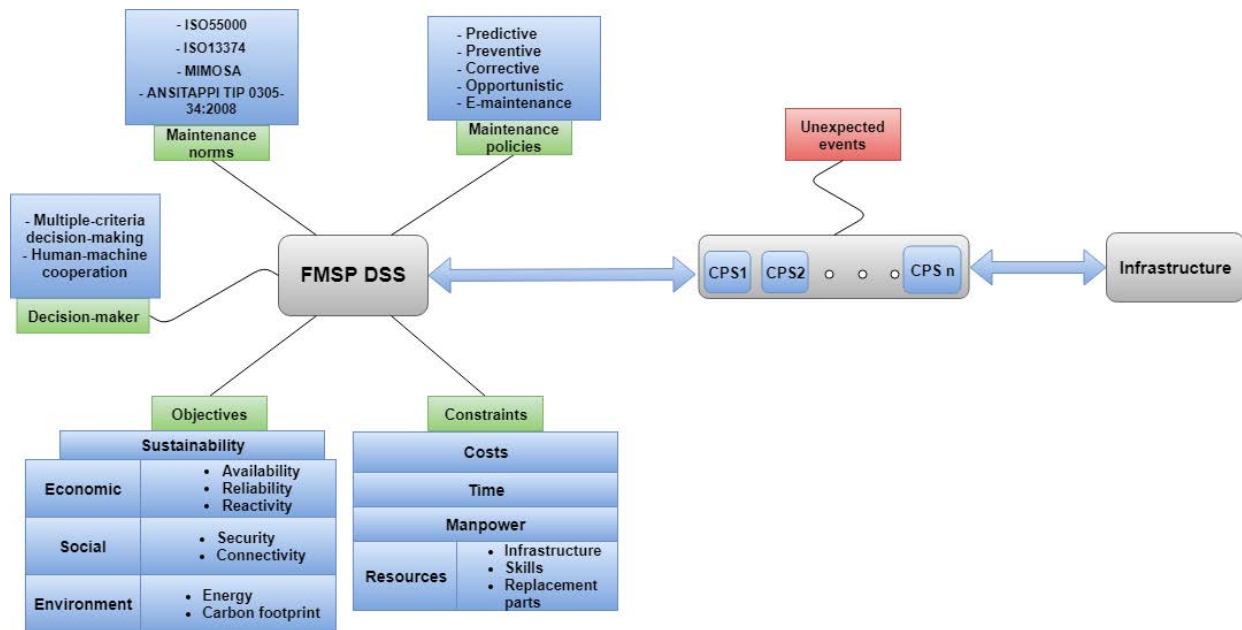 - ISO55000
- ISO13374
- MIMOSA
- ANSITAPPI TIP 0305-
34:2008
Maintenance
norms
- Predictive
- Preventive
- Corrective
- Opportunistic
- E-maintenance
Maintenance
policies
Unexpected
events
- Multiple-criteria
decision-making
- Human-machine
cooperation
Decision-maker
FMSP DSS
CPS1
CPS2
CPS n
Infrastructure
Objectives
Sustainability
Economic
• Availability
• Reliability
• Reactivity
Social
• Security
• Connectivity
Environment
• Energy
• Carbon footprint
Constraints
Costs
Time
Manpower
Resources
• Infrastructure
• Skills
• Replacement
parts